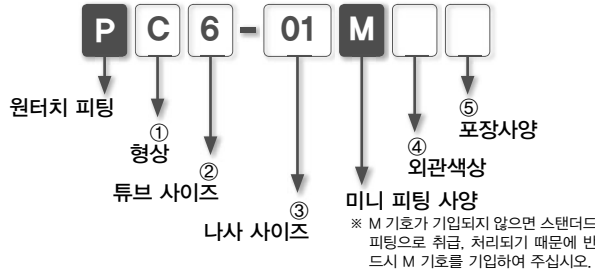 P C 6 - 01 M
원터치 피팅
①
형상
②
튜브 사이즈
③
나사 사이즈
미니 피팅 사양
④
외관색상
⑤
포장사양
※ M 기호가 기입되지 않으면 스탠더드
피팅으로 취급, 처리되기 때문에 반
드시 M 기호를 기입하여 주십시오.